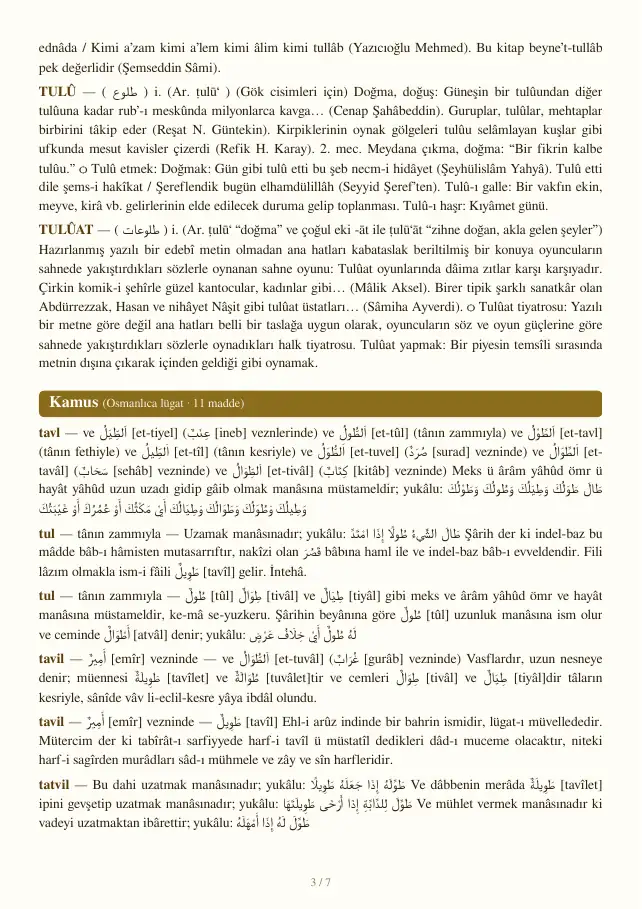 ednâda / Kimi a'zam kimi a'lem kimi âlim kimi tullâb (Yazıcıoğlu Mehmed). Bu kitap beyne't-tullâb
pek değerlidir (Şemseddin Sâmi).
TULÛ — ( طلوع ) i. (Ar. ṭulūʿ ) (Gök cisimleri için) Doğma, doğuş: Güneşin bir tulûundan diğer
tulûuna kadar rub'-ı meskûnda milyonlarca kavga… (Cenap Şahâbeddin). Guruplar, tulûlar, mehtaplar
birbirini tâkip eder (Reşat N. Güntekin). Kirpiklerinin oynak gölgeleri tulûu selâmlayan kuşlar gibi
ufkunda mest kavisler çizerdi (Refik H. Karay). 2. mec. Meydana çıkma, doğma: “Bir fikrin kalbe
tulûu.” ѻ Tulû etmek: Doğmak: Gün gibi tulû etti bu şeb necm-i hidâyet (Şeyhülislâm Yahyâ). Tulû etti
dile şems-i hakîkat / Şereflendik bugün elhamdülillâh (Seyyid Şeref'ten). Tulû-ı galle: Bir vakfın ekin,
meyve, kirâ vb. gelirlerinin elde edilecek duruma gelip toplanması. Tulû-ı haşr: Kıyâmet günü.
TULÛAT — ( طلوعات ) i. (Ar. ṭulūʿ “doğma” ve çoğul eki -āt ile ṭulūʿāt “zihne doğan, akla gelen şeyler”)
Hazırlanmış yazılı bir edebî metin olmadan ana hatları kabataslak beriltilmiş bir konuya oyuncuların
sahnede yakıştırdıkları sözlerle oynanan sahne oyunu: Tulûat oyunlarında dâima zıtlar karşı karşıyadır.
Çirkin komik-i şehîrle güzel kantocular, kadınlar gibi… (Mâlik Aksel). Birer tipik şarklı sanatkâr olan
Abdürrezzak, Hasan ve nihâyet Nâşit gibi tulûat üstatları… (Sâmiha Ayverdi). ѻ Tulûat tiyatrosu: Yazılı
bir metne göre değil ana hatları belli bir taslağa uygun olarak, oyuncuların söz ve oyun güçlerine göre
sahnede yakıştırdıkları sözlerle oynadıkları halk tiyatrosu. Tulûat yapmak: Bir piyesin temsîli sırasında
metnin dışına çıkarak içinden geldiği gibi oynamak.
Kamus (Osmanlıca lügat · 11 madde)
tavl — ve اَلطِّيَلُ [et-tiyel] (عِنَبٌ [ineb] veznlerinde) ve اَلطُّولُ [et-tûl] (tânın zammıyla) ve اَلطَّوْلُ [et-tavl]
(tânın fethiyle) ve اَلطِّيلُ [et-tîl] (tânın kesriyle) ve اَلطُّوَلُ [et-tuvel] (صُرَدٌ [surad] vezninde) ve اَلطَّوَالُ [et-
tavâl] (سَحَابٌ [sehâb] vezninde) ve اَلطِّوَالُ [et-tivâl] (كِتَابٌ [kitâb] vezninde) Meks ü ârâm yâhûd ömr ü
hayât yâhûd uzun uzadı gidip gâib olmak manâsına müstameldir; yukâlu: طَالَ طَوَلُكَ وَطِيَلُكَ وَطُولُكَ وَطَوْلُكَ
وَطِيلُكَ وَطُوَلُكَ وَطَوَالُكَ وَطِيَالُكَ أَيْ مَكْثُكَ أَوْ عُمُرُكَ أَوْ غَيْبَتُكَ
tul — tânın zammıyla — Uzamak manâsınadır; yukâlu: طَالَ الشَّيْءُ طُولًا إِذَا امْتَدَّ Şârih der ki indel-baz bu
mâdde bâb-ı hâmisten mutasarrıftır, nakîzi olan قَصُرَ bâbına haml ile ve indel-baz bâb-ı evveldendir. Fili
lâzım olmakla ism-i fâili طَوِيلٌ [tavîl] gelir. İntehâ.
tul — tânın zammıyla — طُولٌ [tûl] طِوَالٌ [tivâl] ve طِيَالٌ [tiyâl] gibi meks ve ârâm yâhûd ömr ve hayât
manâsına müstameldir, ke-mâ se-yuzkeru. Şârihin beyânına göre طُولٌ [tûl] uzunluk manâsına ism olur
ve ceminde أَطْوَالٌ [atvâl] denir; yukâlu: لَهُ طُولٌ أَيْ خِلَافُ عَرْضٍ
tavil — أَمِيرٌ [emîr] vezninde — ve اَلطُّوَالُ [et-tuvâl] (غُرَابٌ [gurâb] vezninde) Vasflardır, uzun nesneye
denir; müennesi طَوِيلَةٌ [tavîlet] ve طُوَالَةٌ [tuvâlet]tir ve cemleri طِوَالٌ [tivâl] ve طِيَالٌ [tiyâl]dir tâların
kesriyle, sânîde vâv li-eclil-kesre yâya ibdâl olundu.
tavil — أَمِيرٌ [emîr] vezninde — طَوِيلٌ [tavîl] Ehl-i arûz indinde bir bahrin ismidir, lügat-ı müvellededir.
Mütercim der ki tabîrât-ı sarfiyyede harf-i tavîl ü müstatîl dedikleri dâd-ı muceme olacaktır, niteki
harf-i sagîrden murâdları sâd-ı mühmele ve zây ve sîn harfleridir.
tatvil — Bu dahi uzatmak manâsınadır; yukâlu: طَوَّلَهُ إِذَا جَعَلَهُ طَوِيلًا Ve dâbbenin merâda طَوِيلَةٌ [tavîlet]
ipini gevşetip uzatmak manâsınadır; yukâlu: طَوَّلَ لِلدَّابَّةِ إِذَا أَرْخَى طَوِيلَتَهَا Ve mühlet vermek manâsınadır ki
vadeyi uzatmaktan ibârettir; yukâlu: طَوَّلَ لَهُ إِذَا أَمْهَلَهُ
3 / 7